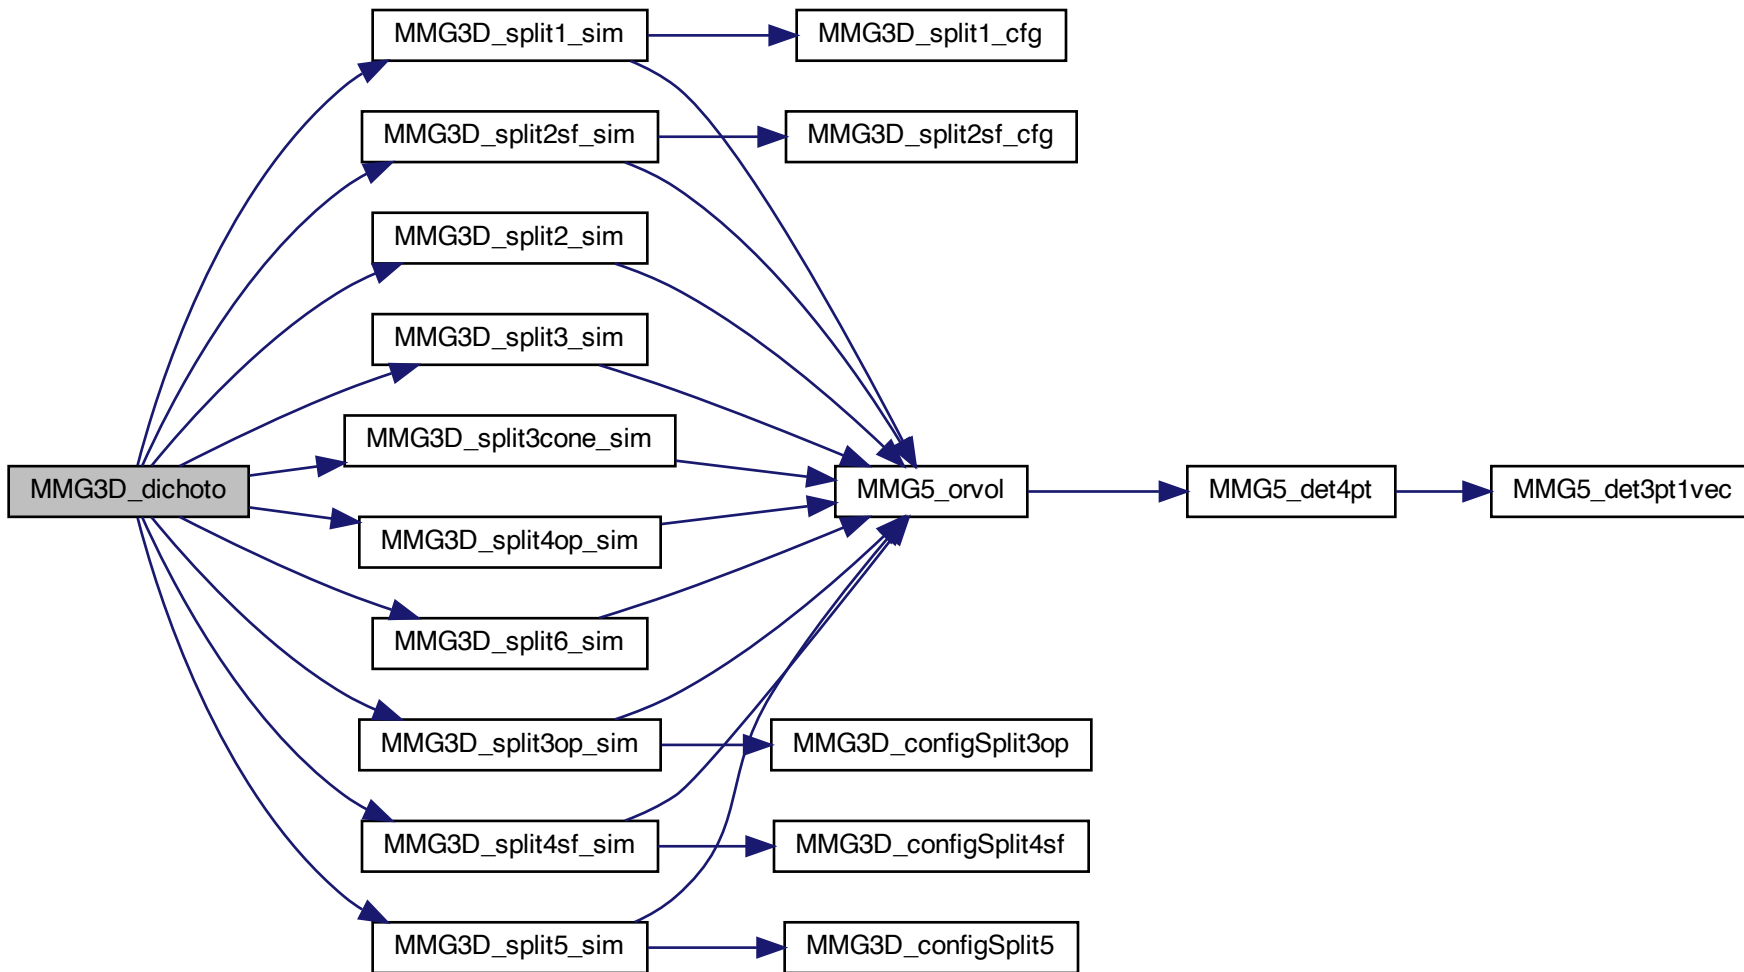 MMG3D_split1_sim
MMG3D_split1_cfg
MMG3D_split2sf_sim
MMG3D_split2sf_cfg
MMG3D_split2_sim
MMG3D_split3_sim
MMG3D_split3cone_sim
MMG3D_dichoto
MMG5_orvol
MMG5_det4pt
MMG5_det3pt1vec
MMG3D_split4op_sim
MMG3D_split6_sim
MMG3D_split3op_sim
MMG3D_configSplit3op
MMG3D_split4sf_sim
MMG3D_configSplit4sf
MMG3D_split5_sim
MMG3D_configSplit5